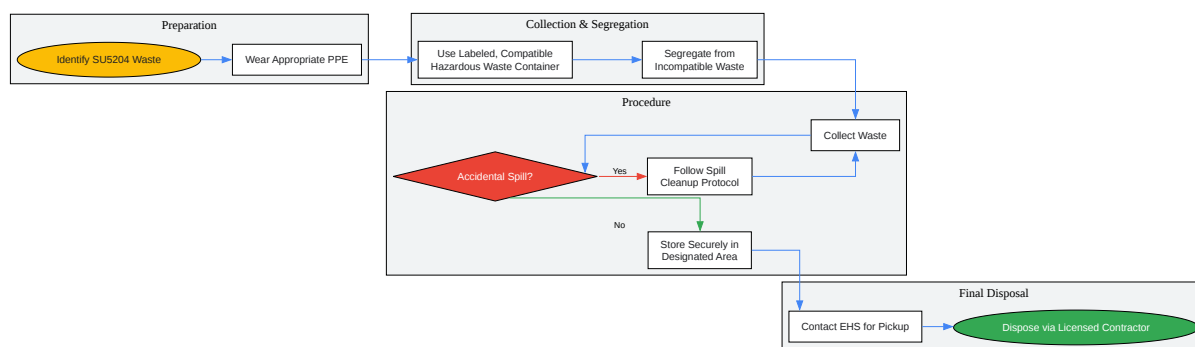 Preparation
Identify SU5204 Waste
Wear Appropriate PPE
Collection & Segregation
Use Labeled, Compatible
Hazardous Waste Container
Segregate from
Incompatible Waste
Procedure
Collect Waste
Accidental Spill?
Yes
Follow Spill
Cleanup Protocol
No
Store Securely in
Designated Area
Final Disposal
Contact EHS for Pickup
Dispose via Licensed Contractor